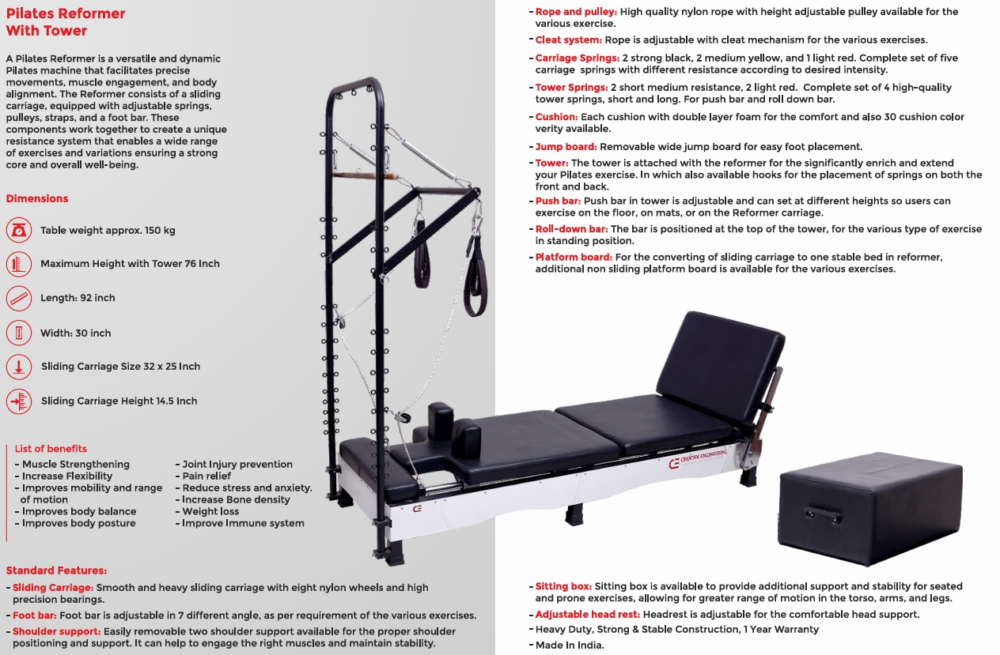 Pilates Reformer
With Tower
A Pilates Reformer is a versatile and dynamic
Pilates machine that facilitates precise
movements, muscle engagement, and body
alignment. The Reformer consists of a sliding
carriage, equipped with adjustable springs,
pulleys, straps, and a foot bar. These
components work together to create a unique
resistance system that enables a wide range
of exercises and variations ensuring a strong
core and overall well-being.
Dimensions
Table weight approx. 150 kg
Maximum Height with Tower 76 Inch
Length: 92 inch
Width: 30 inch
Sliding Carriage Size 32 x 25 Inch
Sliding Carriage Height 14.5 Inch
List of benefits
- Muscle Strengthening
- Increase Flexibility
- Improves mobility and range
of motion
- Improves body balance
- Improves body posture
- Joint Injury prevention
- Pain relief
- Reduce stress and anxiety.
- Increase Bone density
- Weight loss
- Improve Immune system
Standard Features:
- Sliding Carriage: Smooth and heavy sliding carriage with eight nylon wheels and high
precision bearings.
- Foot bar: Foot bar is adjustable in 7 different angle, as per requirement of the various exercises.
- Shoulder support: Easily removable two shoulder support available for the proper shoulder
positioning and support. It can help to engage the right muscles and maintain stability.
- Rope and pulley: High quality nylon rope with height adjustable pulley available for the
various exercise.
- Cleat system: Rope is adjustable with cleat mechanism for the various exercises.
- Carriage Springs: 2 strong black, 2 medium yellow, and 1 light red. Complete set of five
carriage springs with different resistance according to desired intensity.
- Tower Springs: 2 short medium resistance, 2 light red. Complete set of 4 high-quality
tower springs, short and long. For push bar and roll down bar.
- Cushion: Each cushion with double layer foam for the comfort and also 30 cushion color
verity available.
- Jump board: Removable wide jump board for easy foot placement.
- Tower: The tower is attached with the reformer for the significantly enrich and extend
your Pilates exercise. In which also available hooks for the placement of springs on both the
front and back.
- Push bar: Push bar in tower is adjustable and can set at different heights so users can
exercise on the floor, on mats, or on the Reformer carriage.
- Roll-down bar: The bar is positioned at the top of the tower, for the various type of exercise
in standing position.
- Platform board: For the converting of sliding carriage to one stable bed in reformer,
additional non sliding platform board is available for the various exercises.
CE CREATIVE ENGINEERING
CE
- Sitting box: Sitting box is available to provide additional support and stability for seated
and prone exercises, allowing for greater range of motion in the torso, arms, and legs.
- Adjustable head rest: Headrest is adjustable for the comfortable head support.
- Heavy Duty, Strong & Stable Construction, 1 Year Warranty
- Made In India.